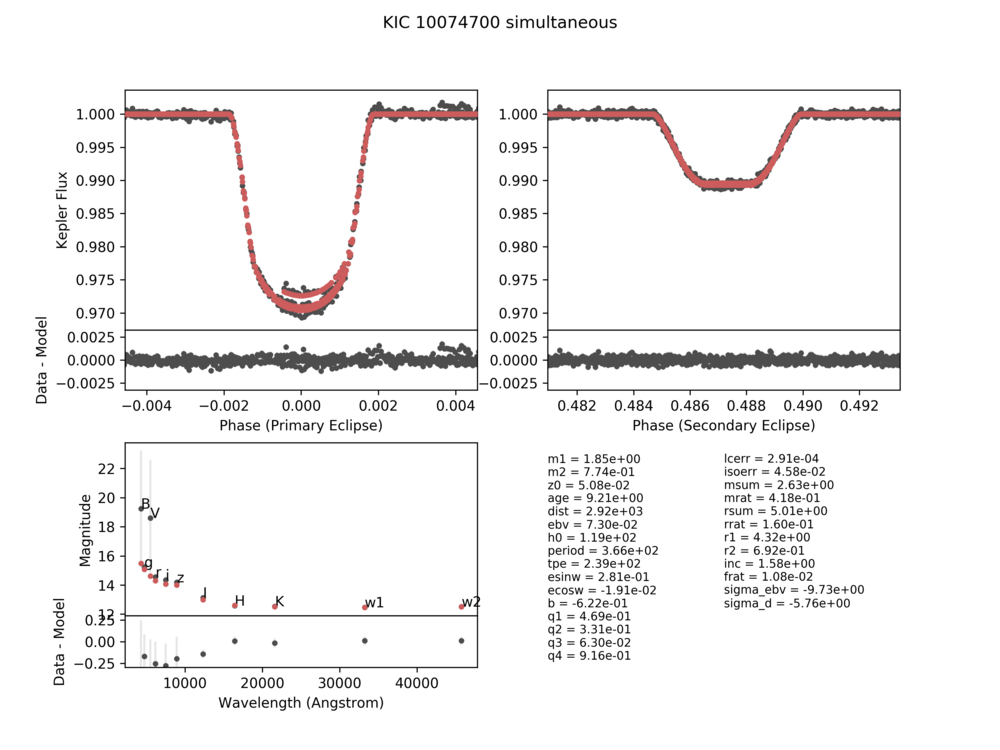 KIC 10074700 simultaneous
1.000
0.995
0.990
0.985
0.980
0.975
0.970
Kepler Flux
0.0025
0.0000
−0.0025
Data - Model
−0.004 −0.002 0.000 0.002 0.004
Phase (Primary Eclipse)
1.000
0.995
0.990
0.985
0.980
0.975
0.970
0.0025
0.0000
−0.0025
0.482 0.484 0.486 0.488 0.490 0.492
Phase (Secondary Eclipse)
22
20
18
16
14
12
Magnitude
B
V
g
r i z
J
H
K
w1
w2
0.25
0.00
−0.25
Data - Model
10000 20000 30000 40000
Wavelength (Angstrom)
m1 = 1.85e+00
m2 = 7.74e-01
z0 = 5.08e-02
age = 9.21e+00
dist = 2.92e+03
ebv = 7.30e-02
h0 = 1.19e+02
period = 3.66e+02
tpe = 2.39e+02
esinw = 2.81e-01
ecosw = -1.91e-02
b = -6.22e-01
q1 = 4.69e-01
q2 = 3.31e-01
q3 = 6.30e-02
q4 = 9.16e-01
lcerr = 2.91e-04
isoerr = 4.58e-02
msum = 2.63e+00
mrat = 4.18e-01
rsum = 5.01e+00
rrat = 1.60e-01
r1 = 4.32e+00
r2 = 6.92e-01
inc = 1.58e+00
frat = 1.08e-02
sigma_ebv = -9.73e+00
sigma_d = -5.76e+00